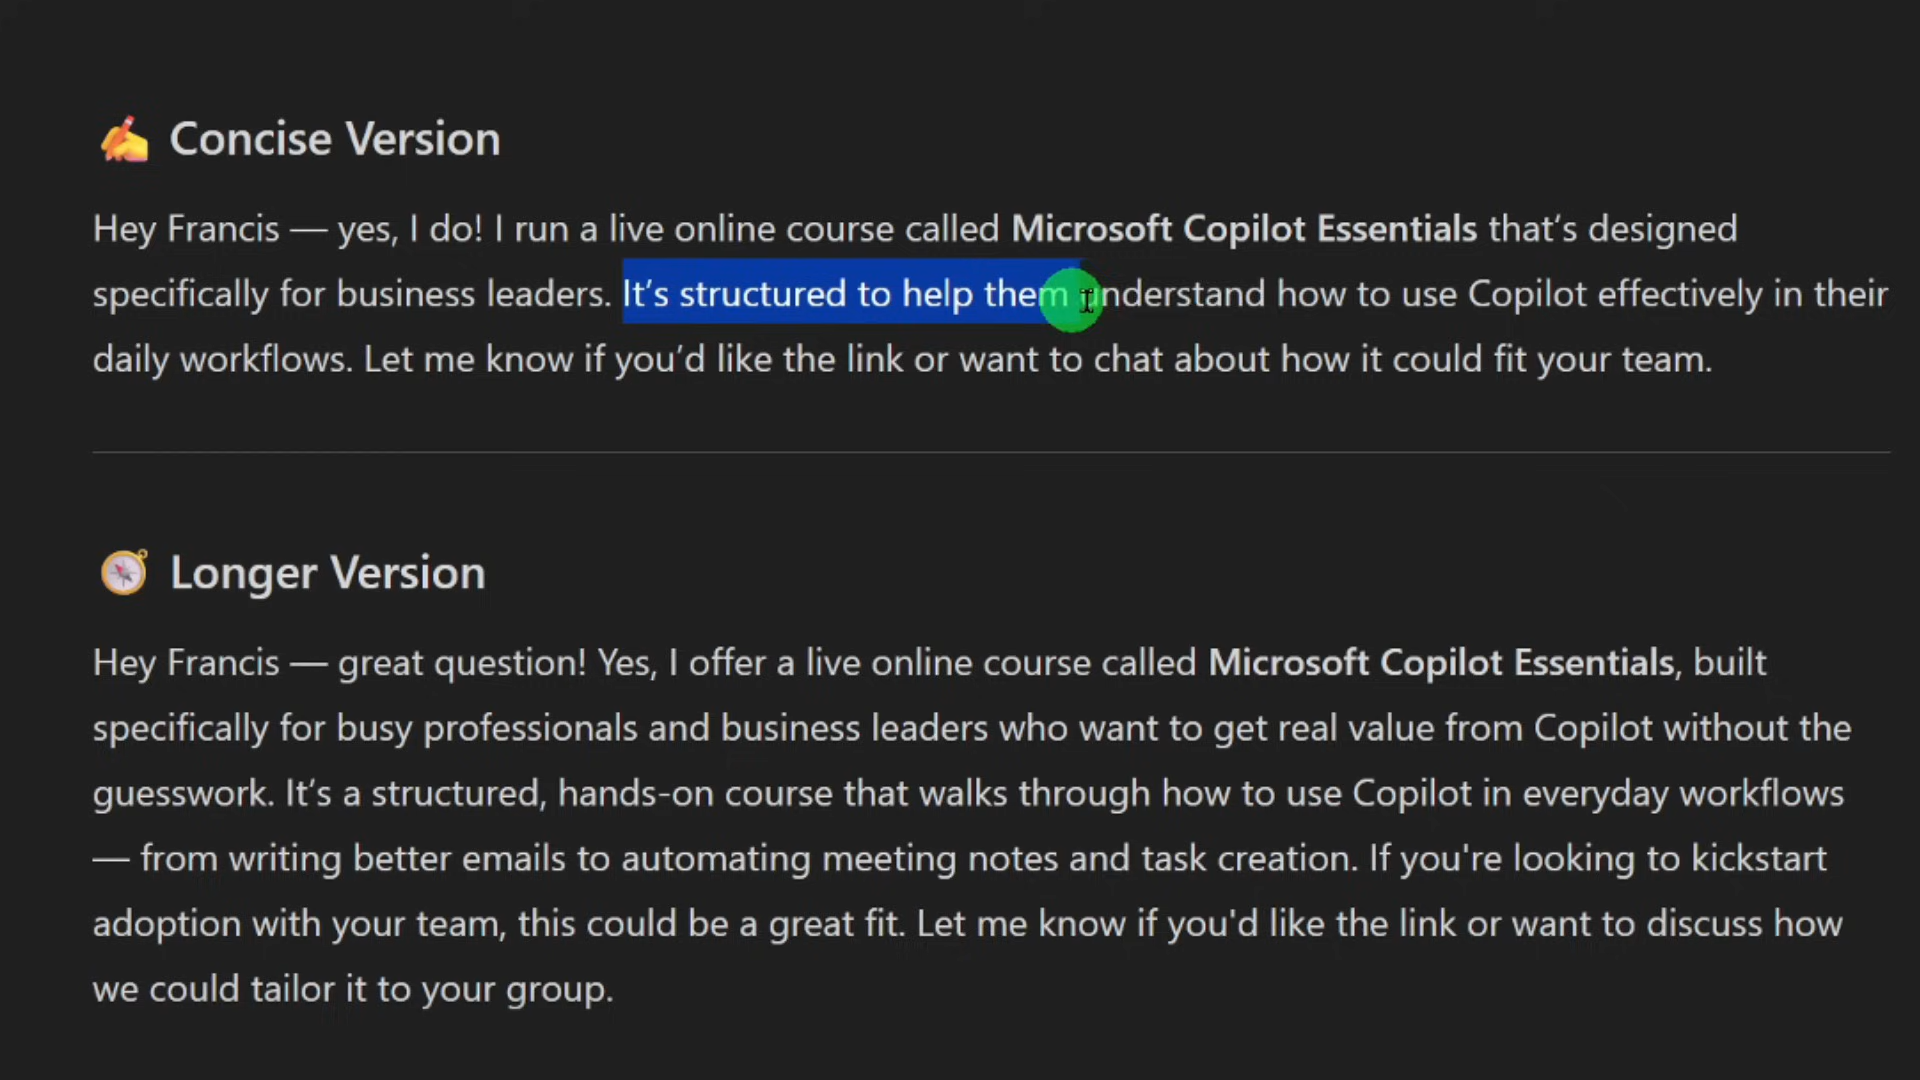 ✍️ Concise Version
Hey Francis — yes, I do! I run a live online course called Microsoft Copilot Essentials that’s designed
specifically for business leaders. It’s structured to help them understand how to use Copilot effectively in their
daily workflows. Let me know if you’d like the link or want to chat about how it could fit your team.
🧭 Longer Version
Hey Francis — great question! Yes, I offer a live online course called Microsoft Copilot Essentials, built
specifically for busy professionals and business leaders who want to get real value from Copilot without the
guesswork. It’s a structured, hands-on course that walks through how to use Copilot in everyday workflows
— from writing better emails to automating meeting notes and task creation. If you're looking to kickstart
adoption with your team, this could be a great fit. Let me know if you'd like the link or want to discuss how
we could tailor it to your group.